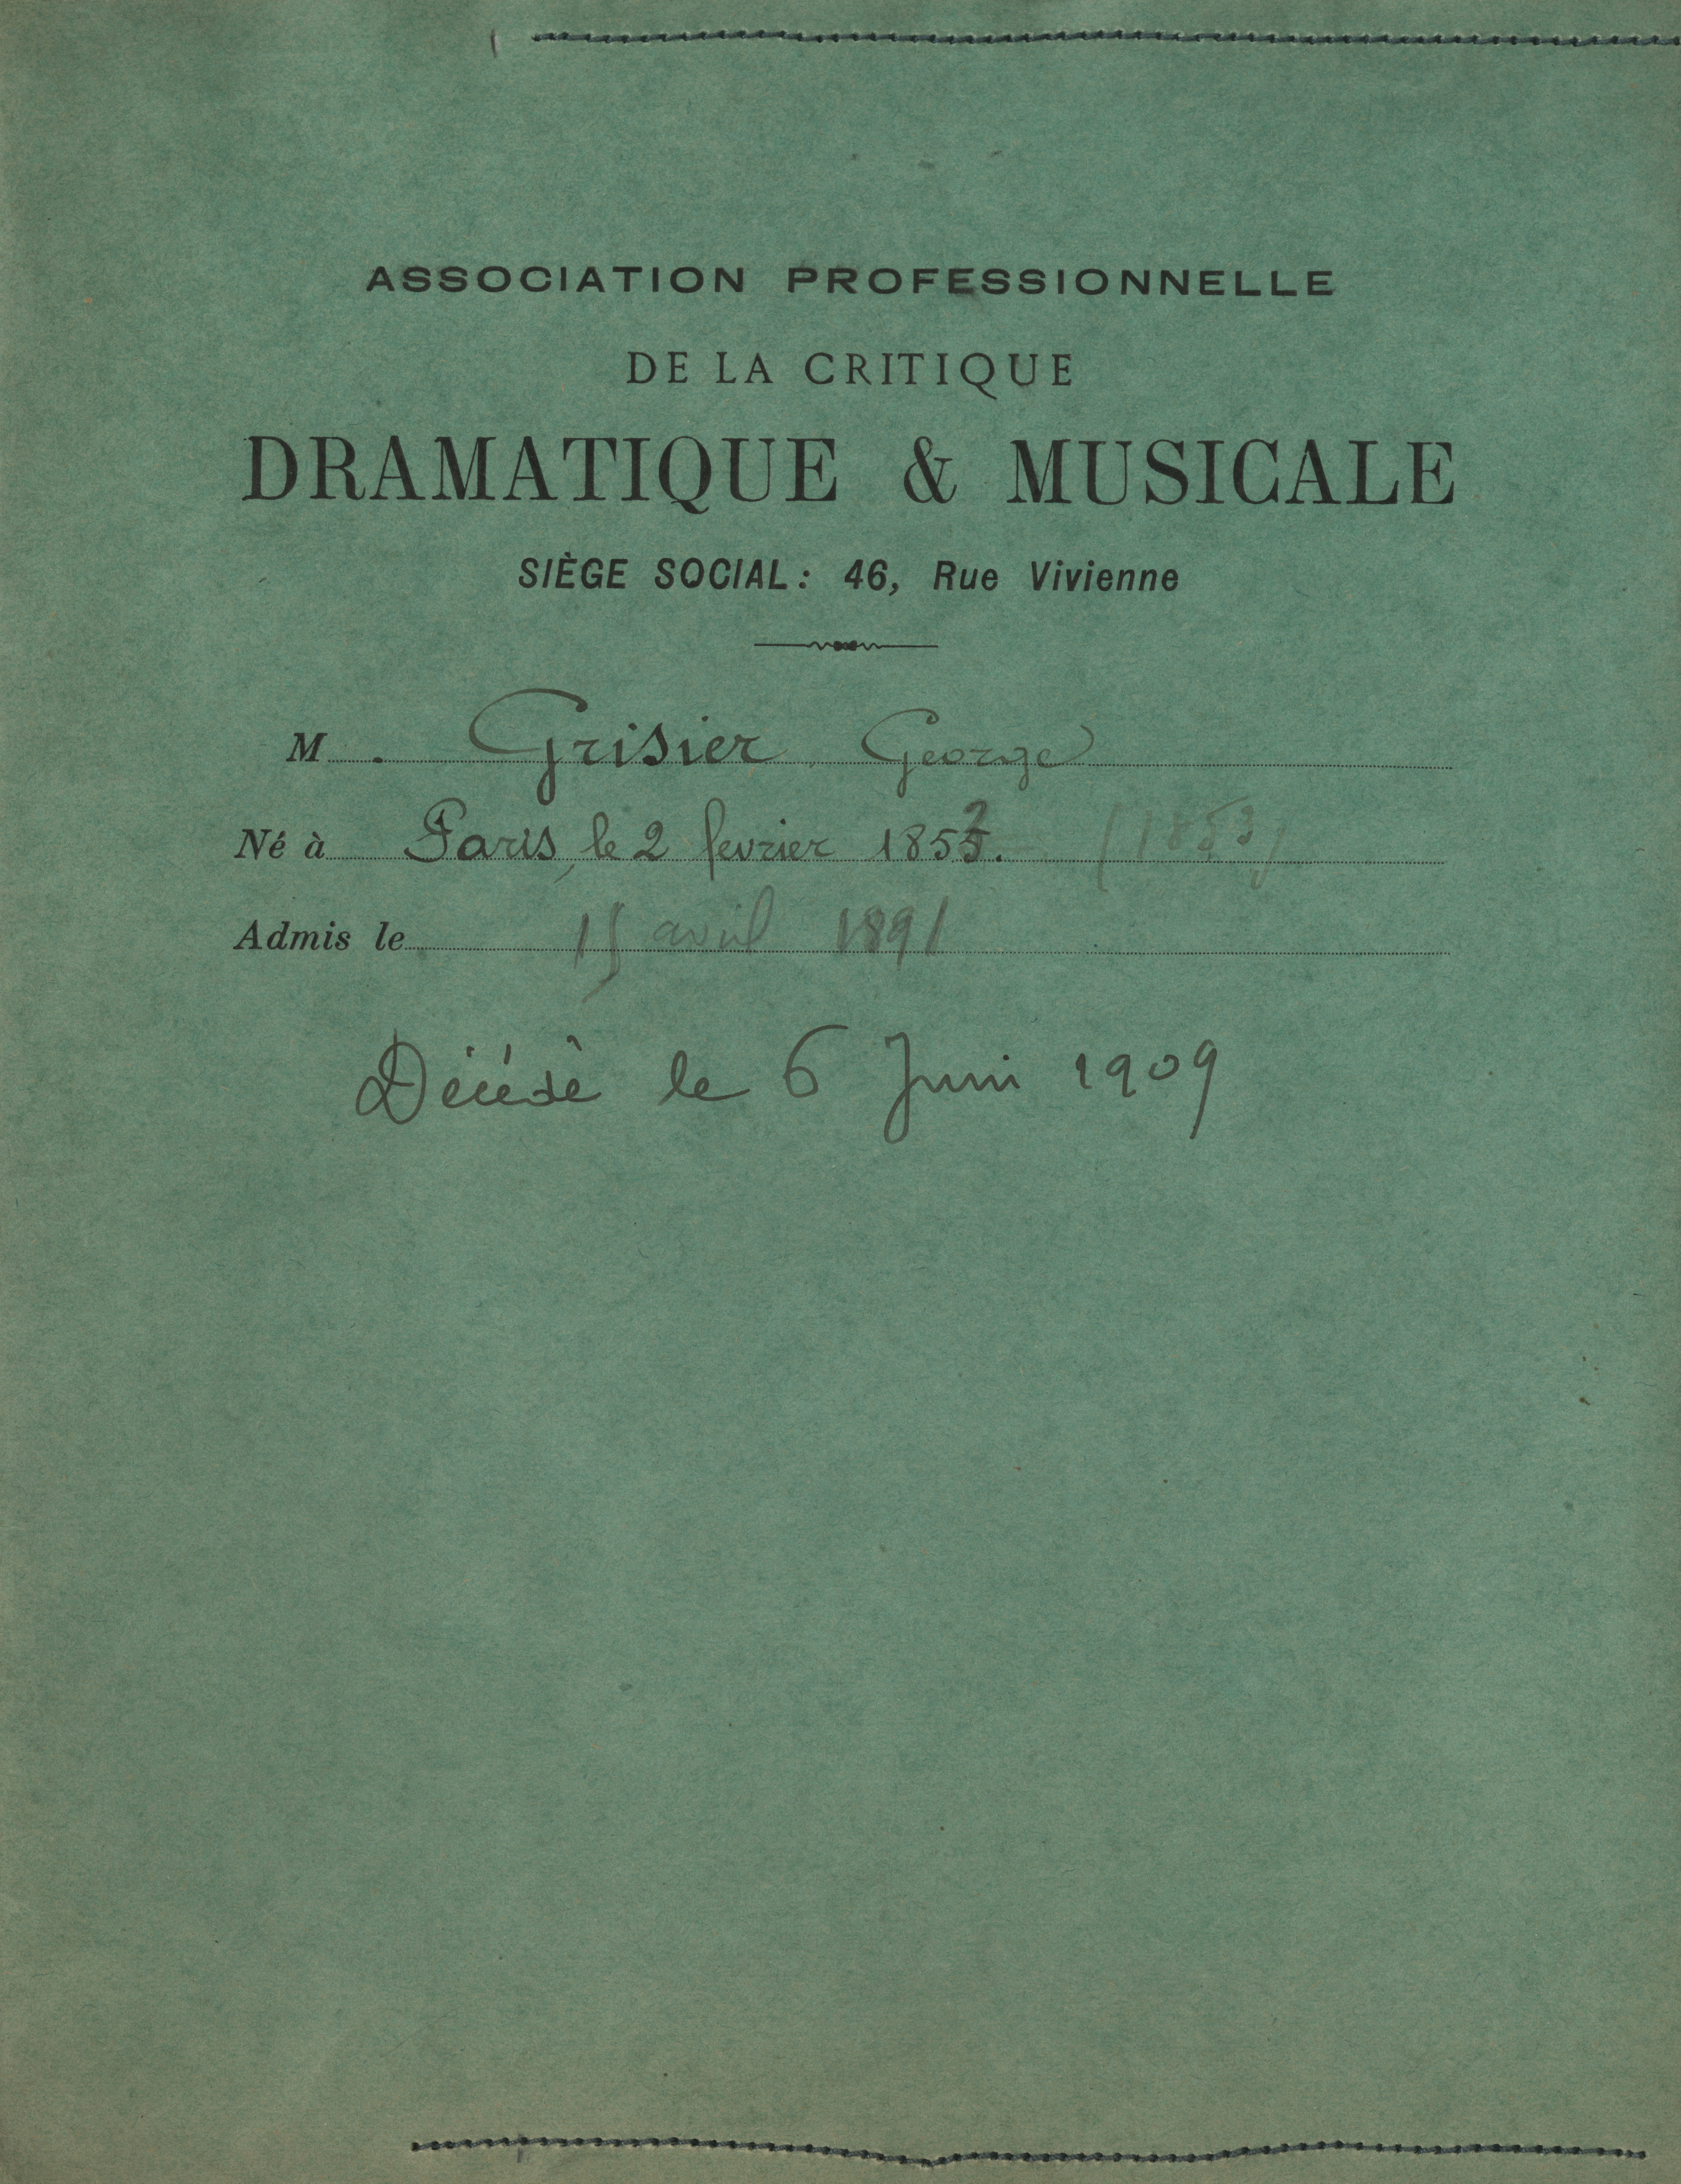 ASSOCIATION PROFESSIONNELLE
DE LA CRITIQUE
DRAMATIQUE & MUSICALE
SIÈGE SOCIAL: 46, Rue Vivienne
M. Grisier George
Né à Paris, le 2 fevrier 1853. (1853)
Admis le 15 avril 1891
Décédé le 6 Juin 1909